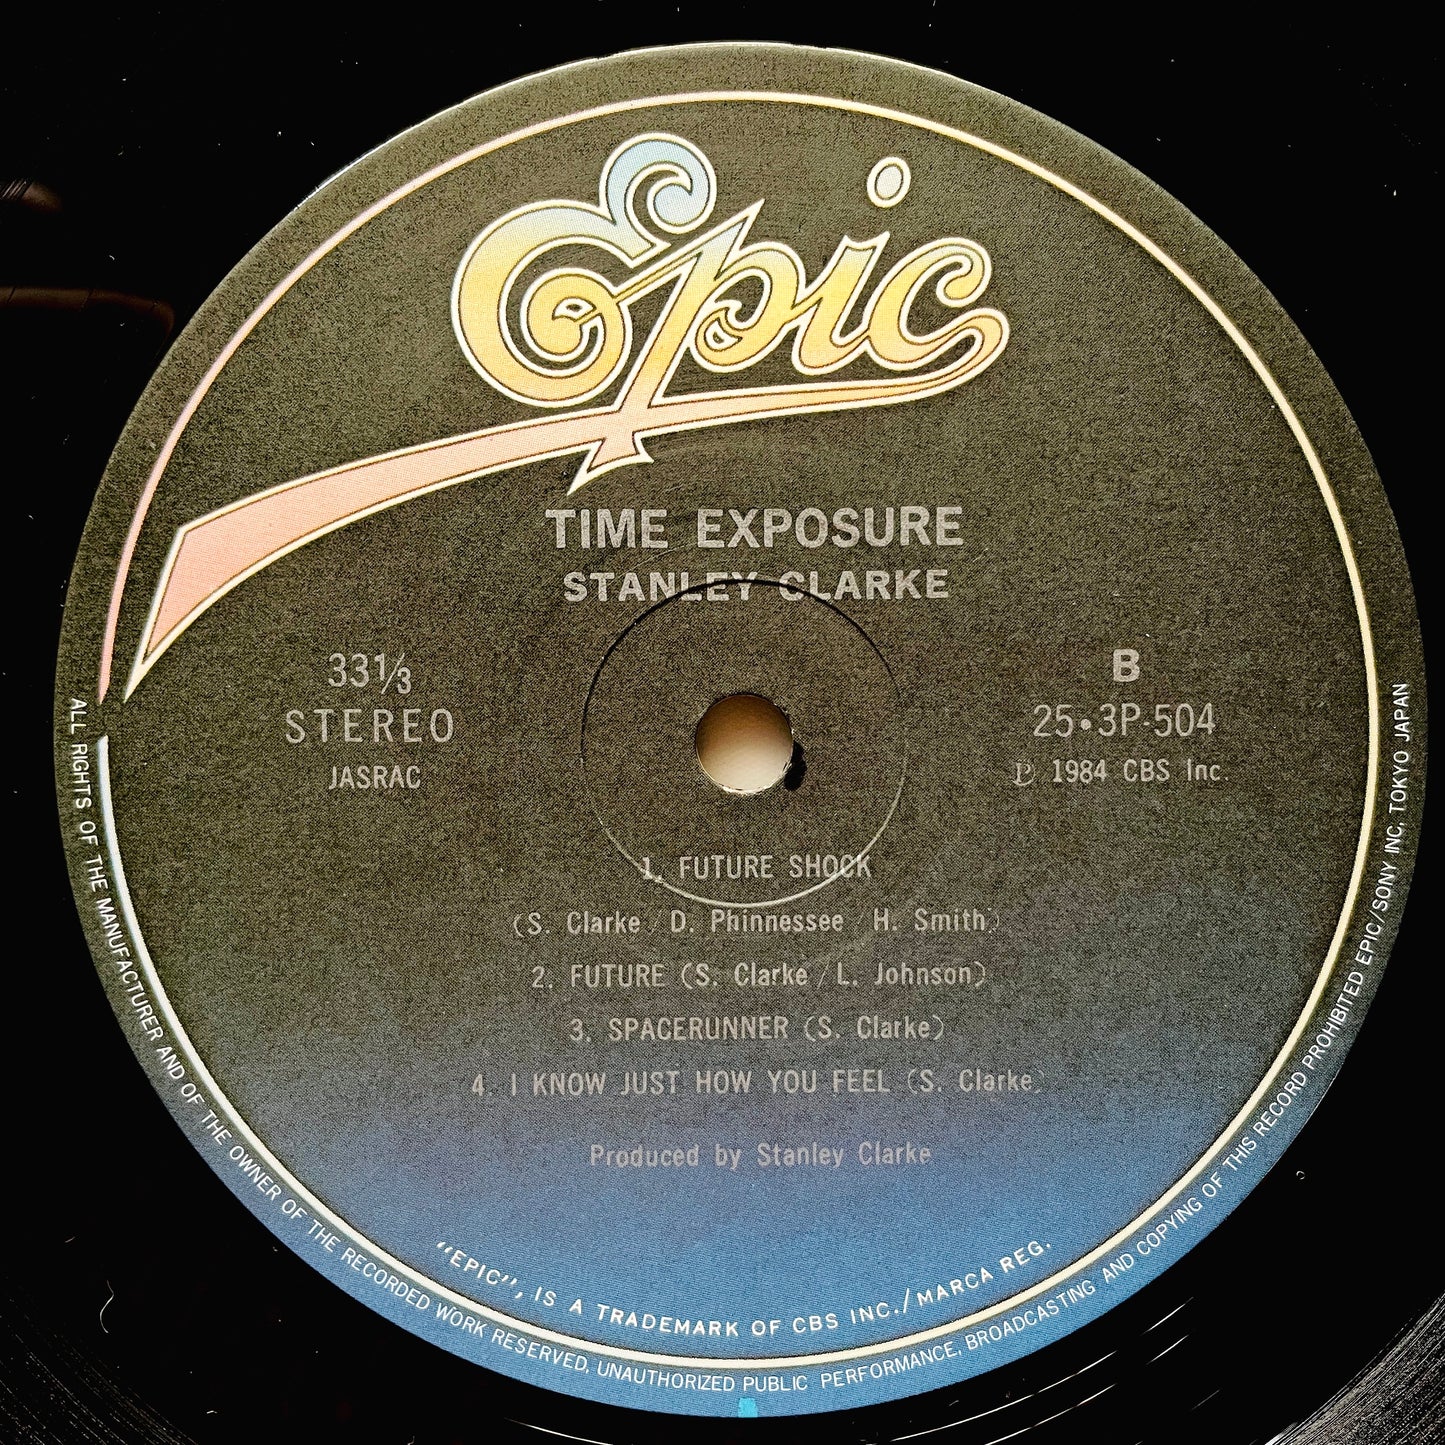 Epic
TIME EXPOSURE
STANLEY CLARKE
33⅓
STEREO
JASRAC
B
25•3P-504
Ⓟ 1984 CBS Inc.
1. FUTURE SHOCK
(S. Clarke / D. Phinnessee / H. Smith)
2. FUTURE (S. Clarke / L. Johnson)
3. SPACERUNNER (S. Clarke)
4. I KNOW JUST HOW YOU FEEL (S. Clarke)
Produced by Stanley Clarke
"EPIC", IS A TRADEMARK OF CBS INC./MARCA REG.
ALL RIGHTS OF THE MANUFACTURER AND OF THE OWNER OF THE RECORDED WORK RESERVED, UNAUTHORIZED PUBLIC PERFORMANCE, BROADCASTING AND COPYING OF THIS RECORD PROHIBITED EPIC/SONY INC, TOKYO JAPAN